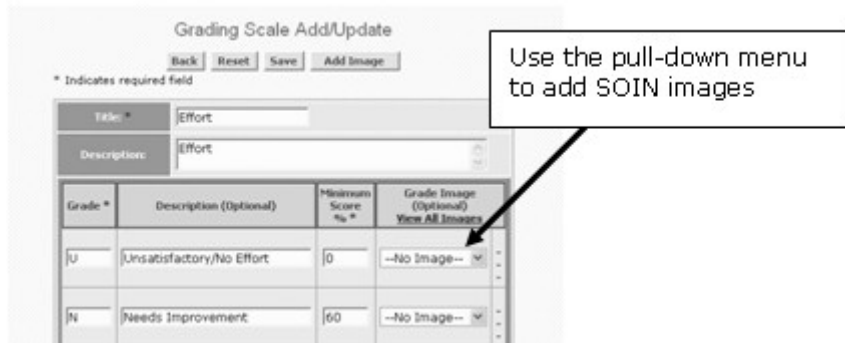 Grading Scale Add/Update
Back Reset Save Add Image
* Indicates required field
Use the pull-down menu
to add SOIN images
Title: * Effort
Description: Effort
Grade * Description (Optional) Minimum Score % * Grade Image (Optional) View All Images
U Unsatisfactory/No Effort 0 --No Image--
N Needs Improvement 60 --No Image--